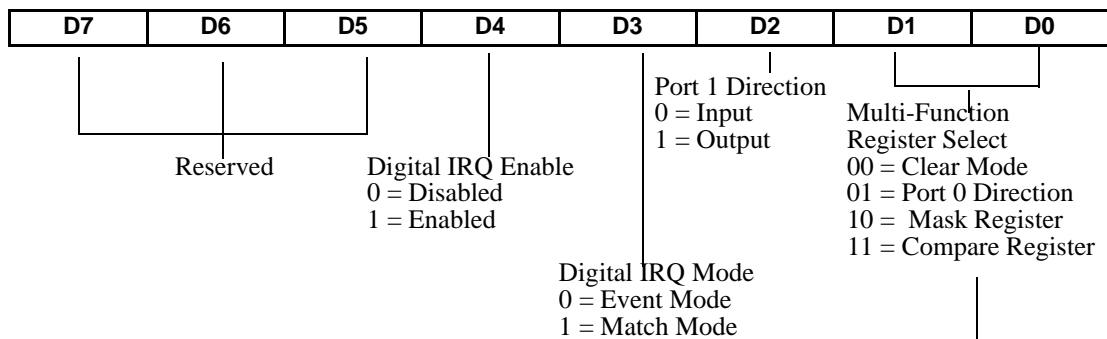 D7 D6 D5 D4 D3 D2 D1 D0
Reserved
Digital IRQ Enable
0 = Disabled
1 = Enabled
Digital IRQ Mode
0 = Event Mode
1 = Match Mode
Port 1 Direction
0 = Input
1 = Output
Multi-Function
Register Select
00 = Clear Mode
01 = Port 0 Direction
10 =  Mask Register
11 = Compare Register